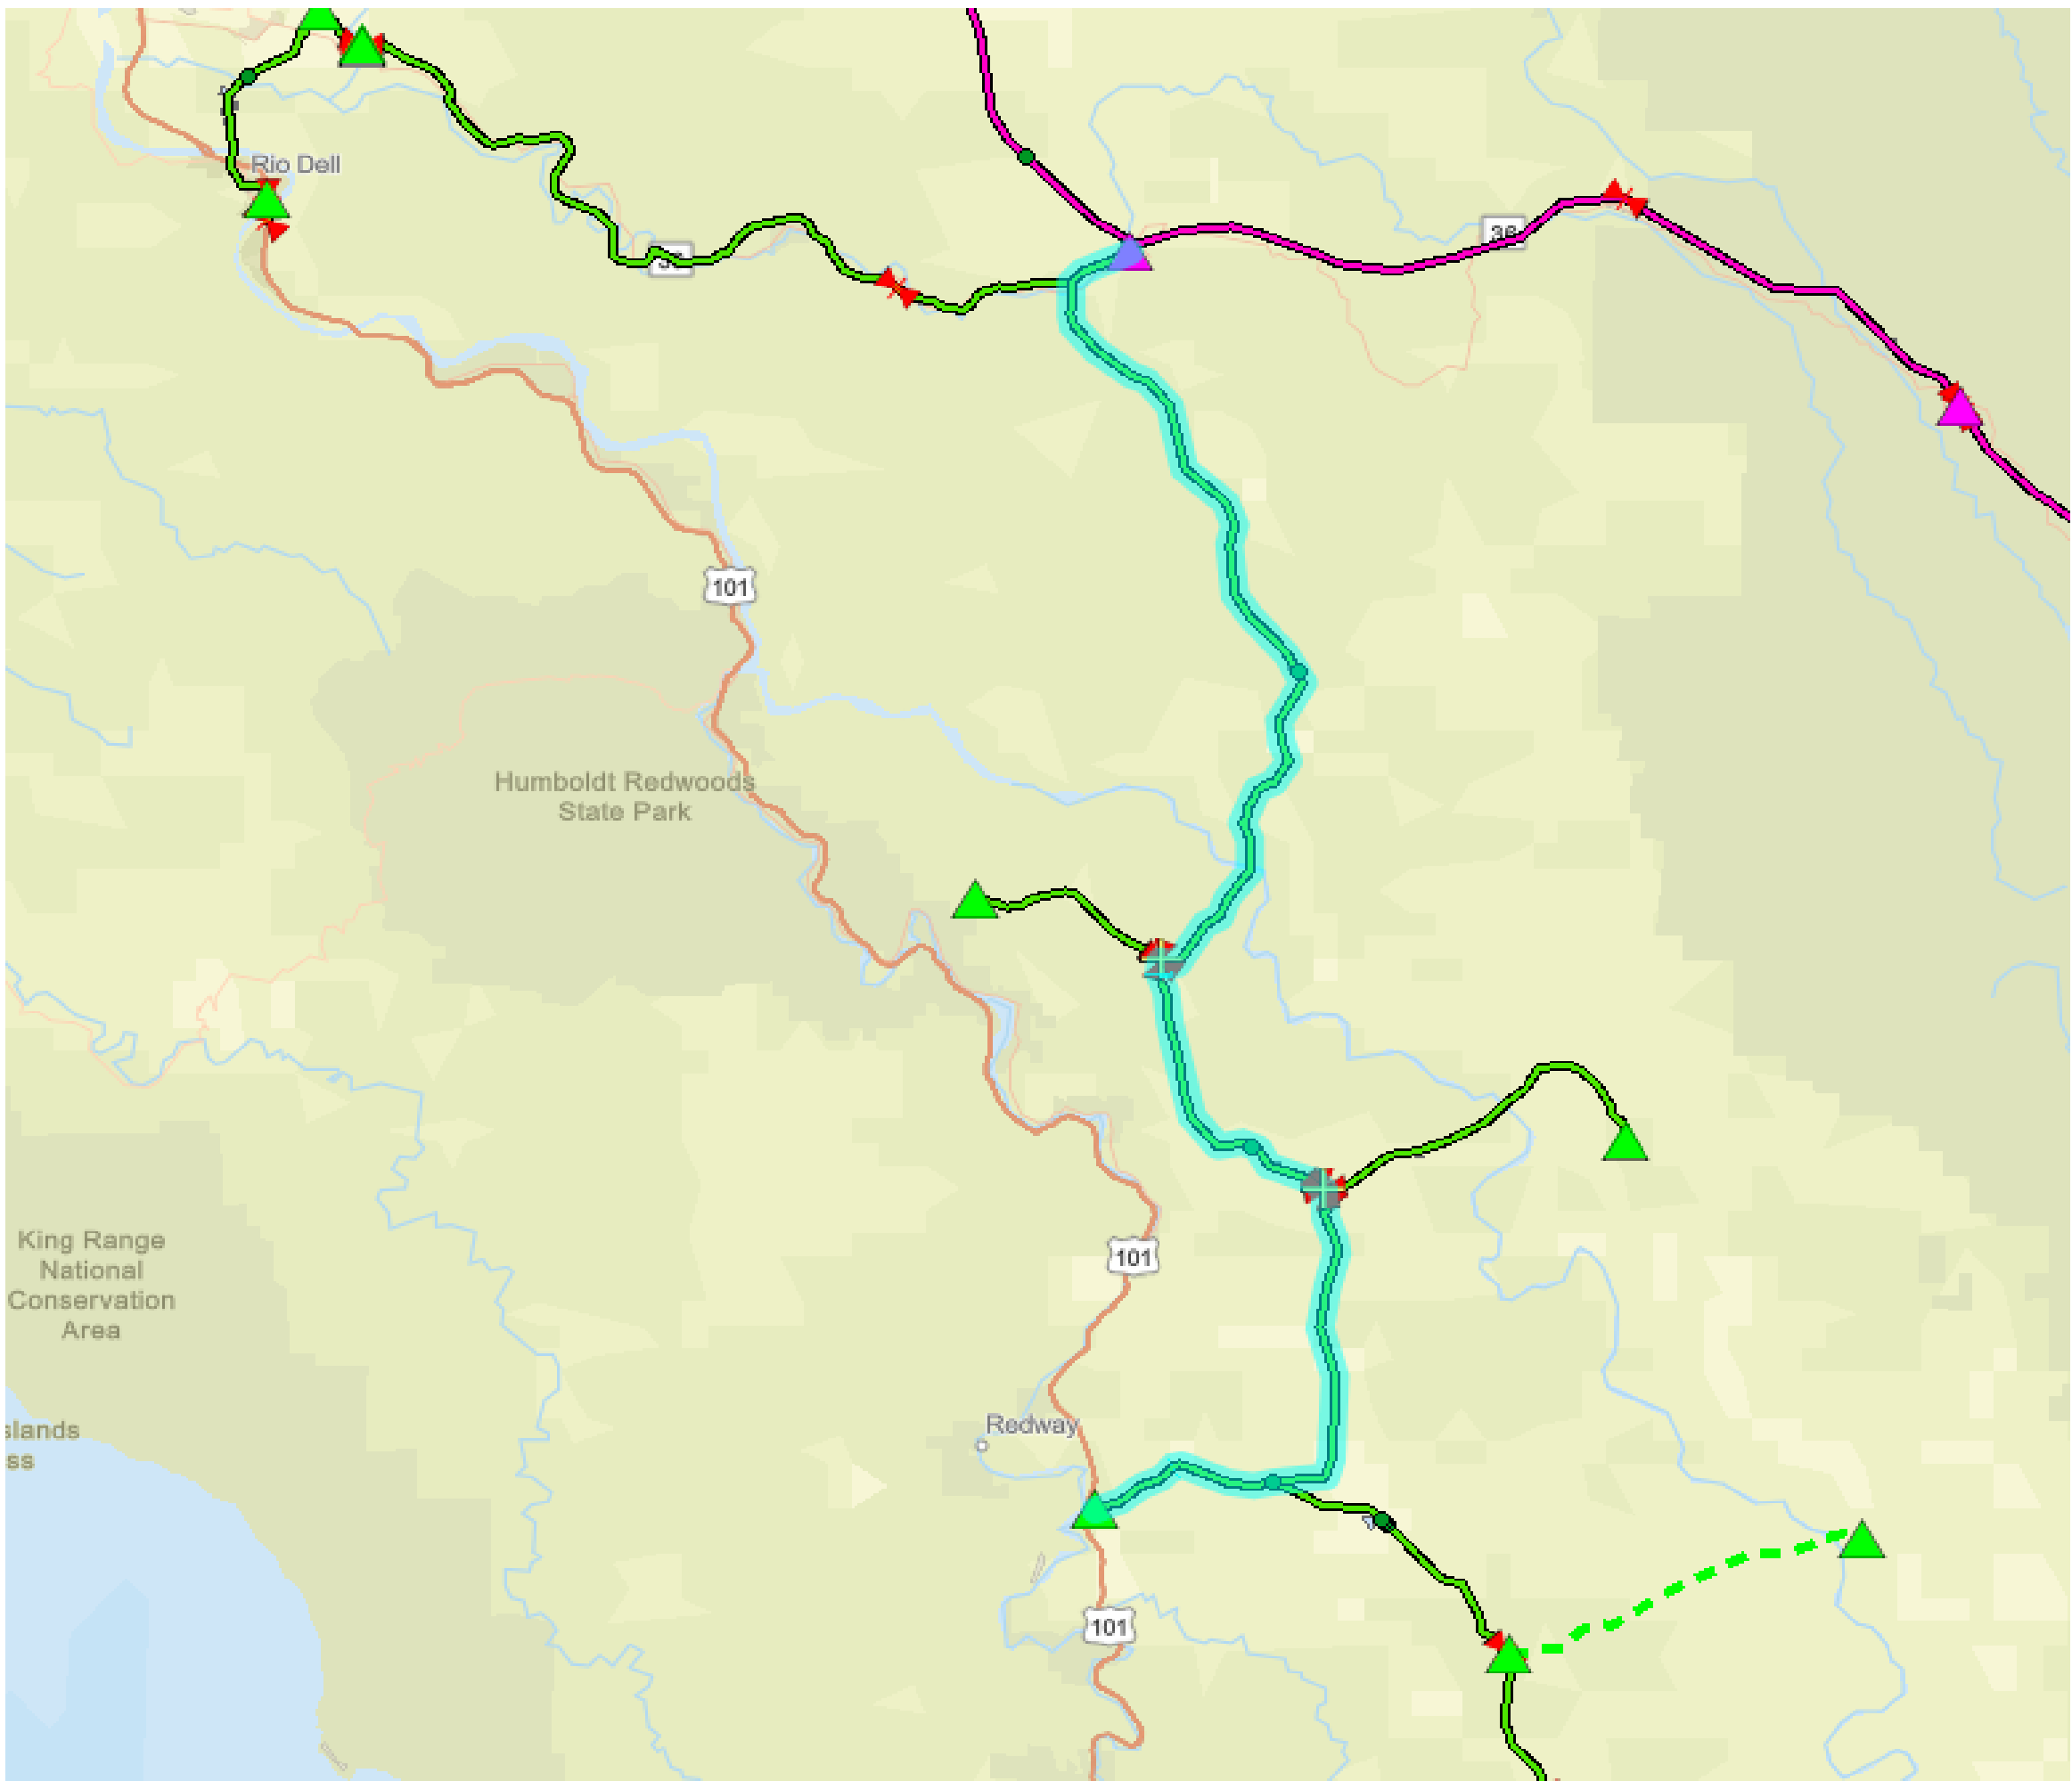 Rio Dell
36
101
Humboldt Redwoods
State Park
101
King Range
National
Conservation
Area
Redway
slands
ss
101